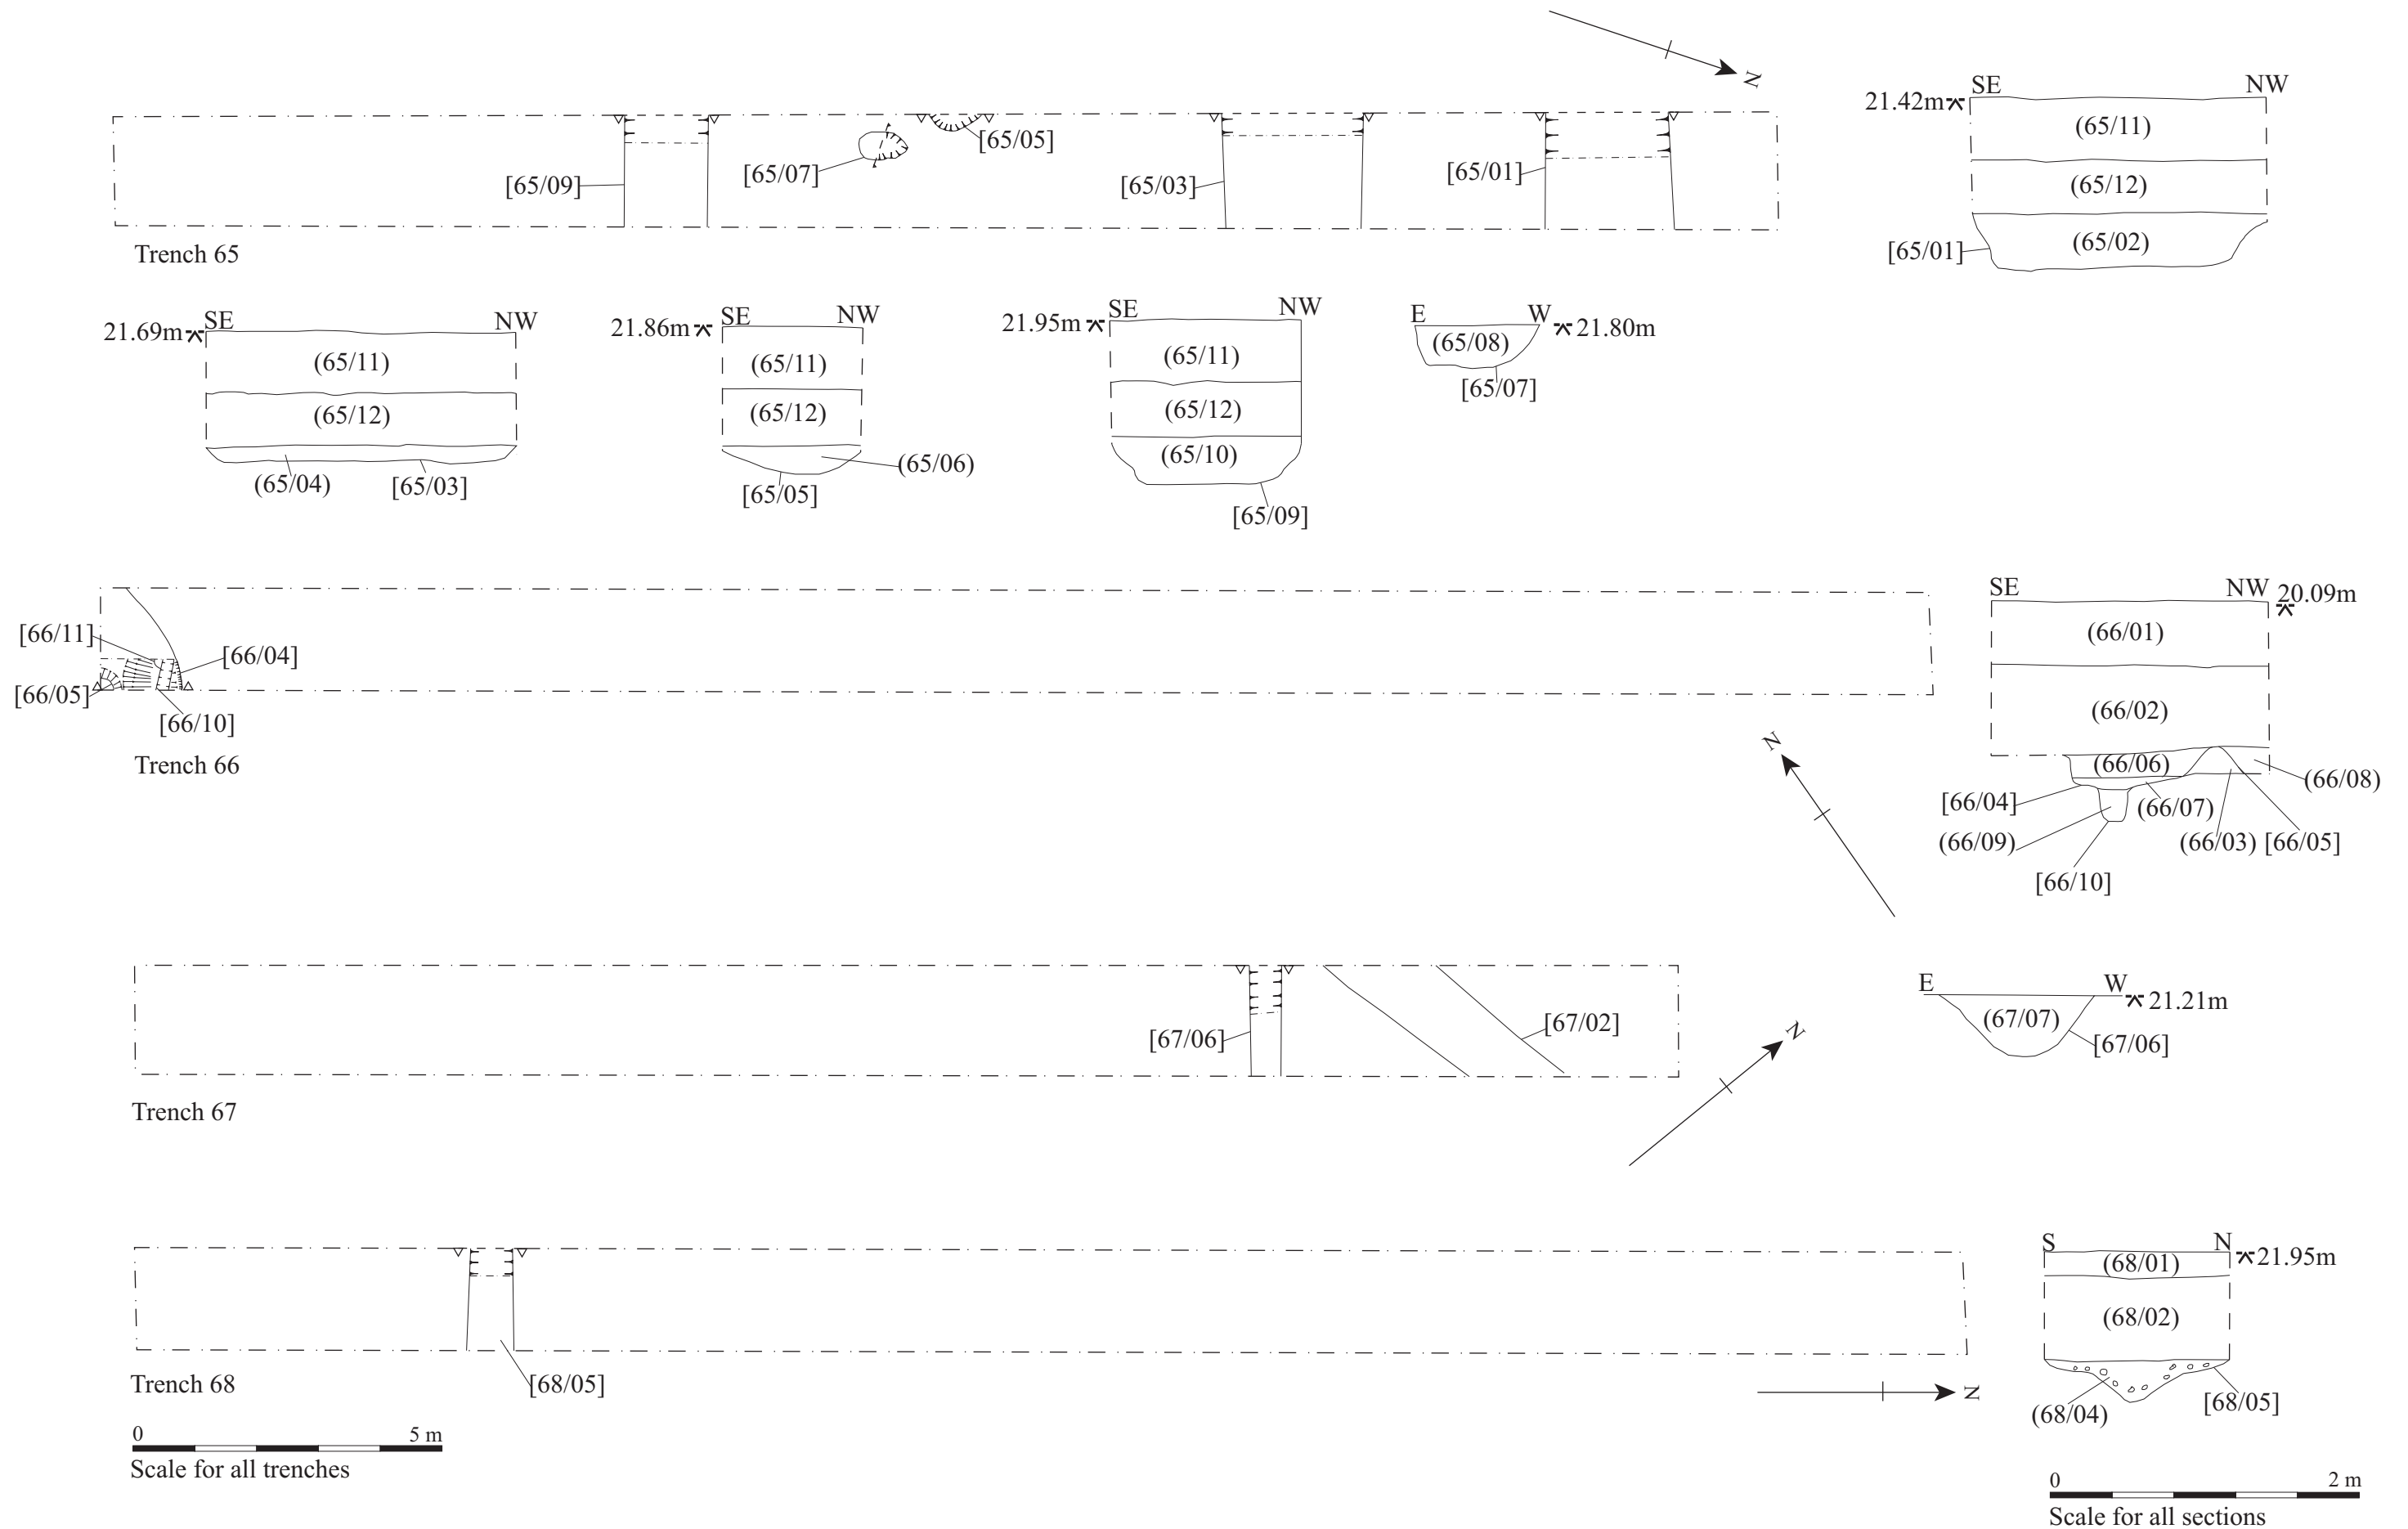 N
SE
NW
21.42m
(65/11)
(65/12)
(65/02)
[65/01]
[65/09]
[65/07]
[65/05]
[65/03]
[65/01]
Trench 65
21.69m
SE
NW
(65/11)
(65/12)
(65/04)
[65/03]
21.86m
SE
NW
(65/11)
(65/12)
(65/06)
[65/05]
21.95m
SE
NW
(65/11)
(65/12)
(65/10)
[65/09]
E
W
21.80m
(65/08)
[65/07]
[66/11]
[66/04]
[66/05]
[66/10]
Trench 66
N
SE
NW
20.09m
(66/01)
(66/02)
(66/06)
(66/08)
[66/04]
(66/07)
(66/09)
(66/03)
[66/05]
[66/10]
[67/06]
[67/02]
Trench 67
N
E
W
21.21m
(67/07)
[67/06]
[68/05]
Trench 68
N
S
N
21.95m
(68/01)
(68/02)
(68/04)
[68/05]
0
5 m
Scale for all trenches
0
2 m
Scale for all sections